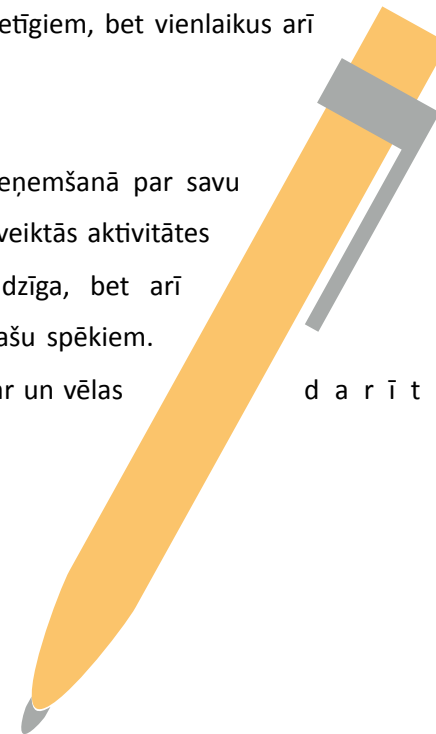 etīgiem, bet vienlaikus arī
eņemšanā par savu
veiktās aktivitātes
dzīga, bet arī
ašu spēkiem.
ar un vēlas d a r ī t